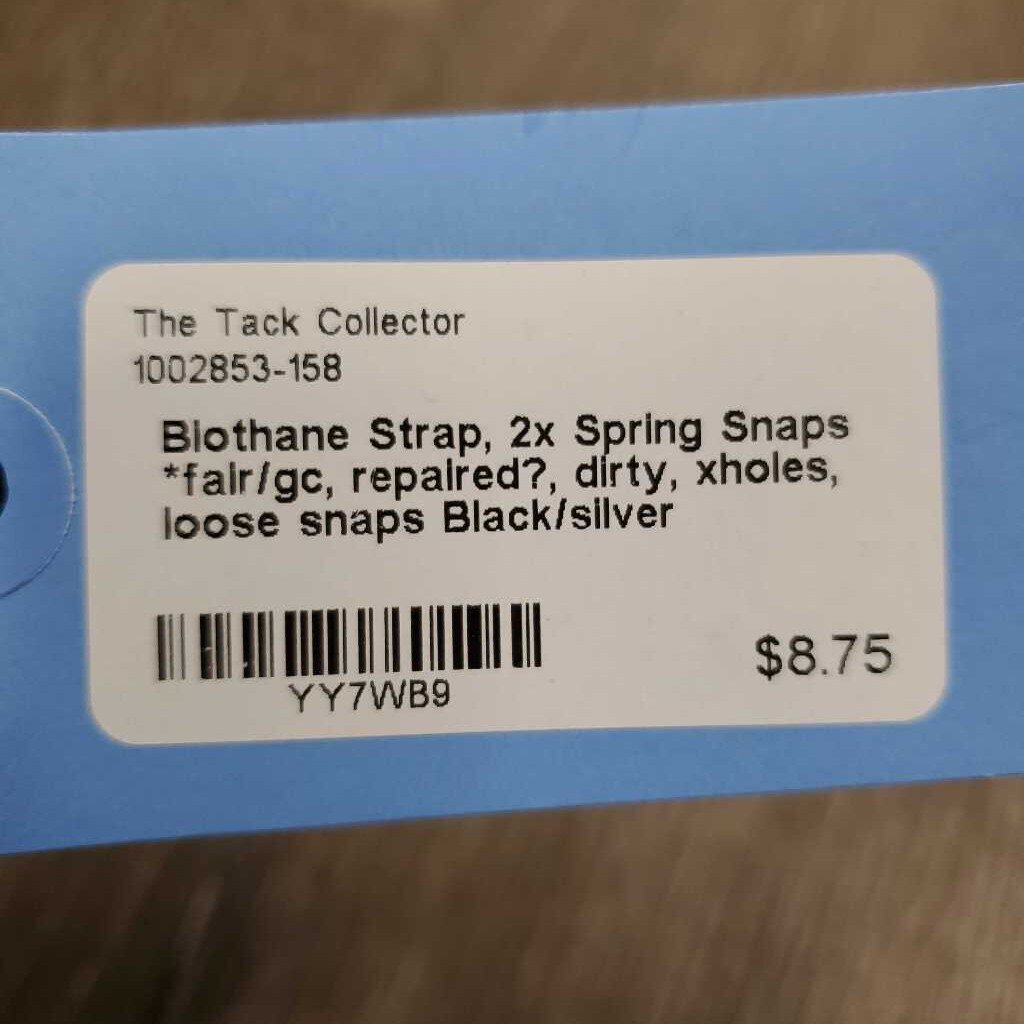 The Tack Collector
1002853-158
Biothane Strap, 2x Spring Snaps
*fair/gc, repaired?, dirty, xholes,
loose snaps Black/silver
YY7WB9
$8.75